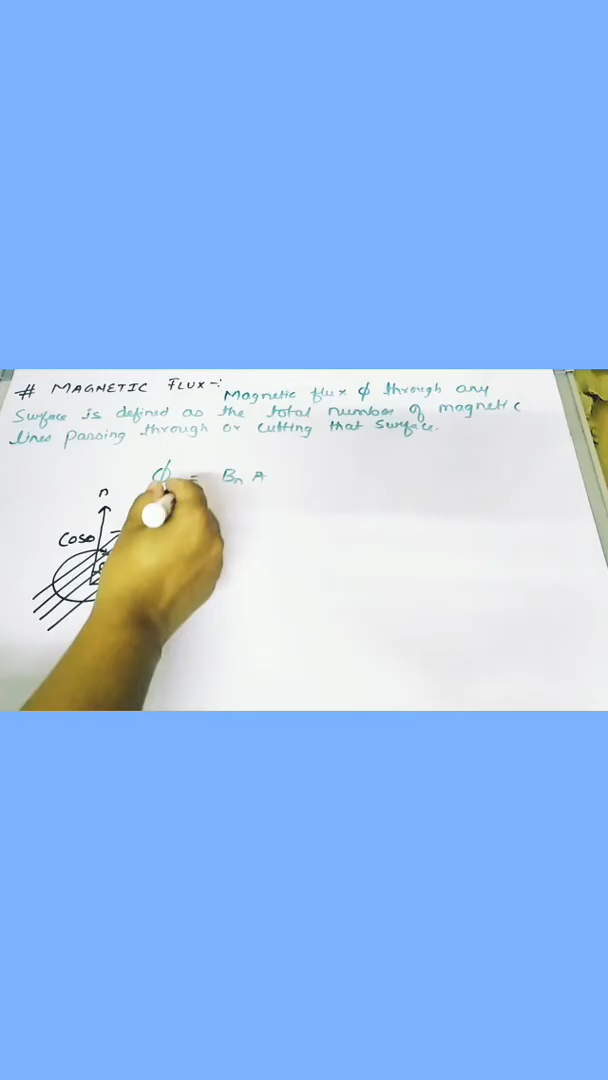 # MAGNETIC FLUX -: Magnetic flux ϕ through any
Surface is defined as the total number of magnetic
lines passing through or cutting that surface.
ϕ = Bn A
n
Cosθ